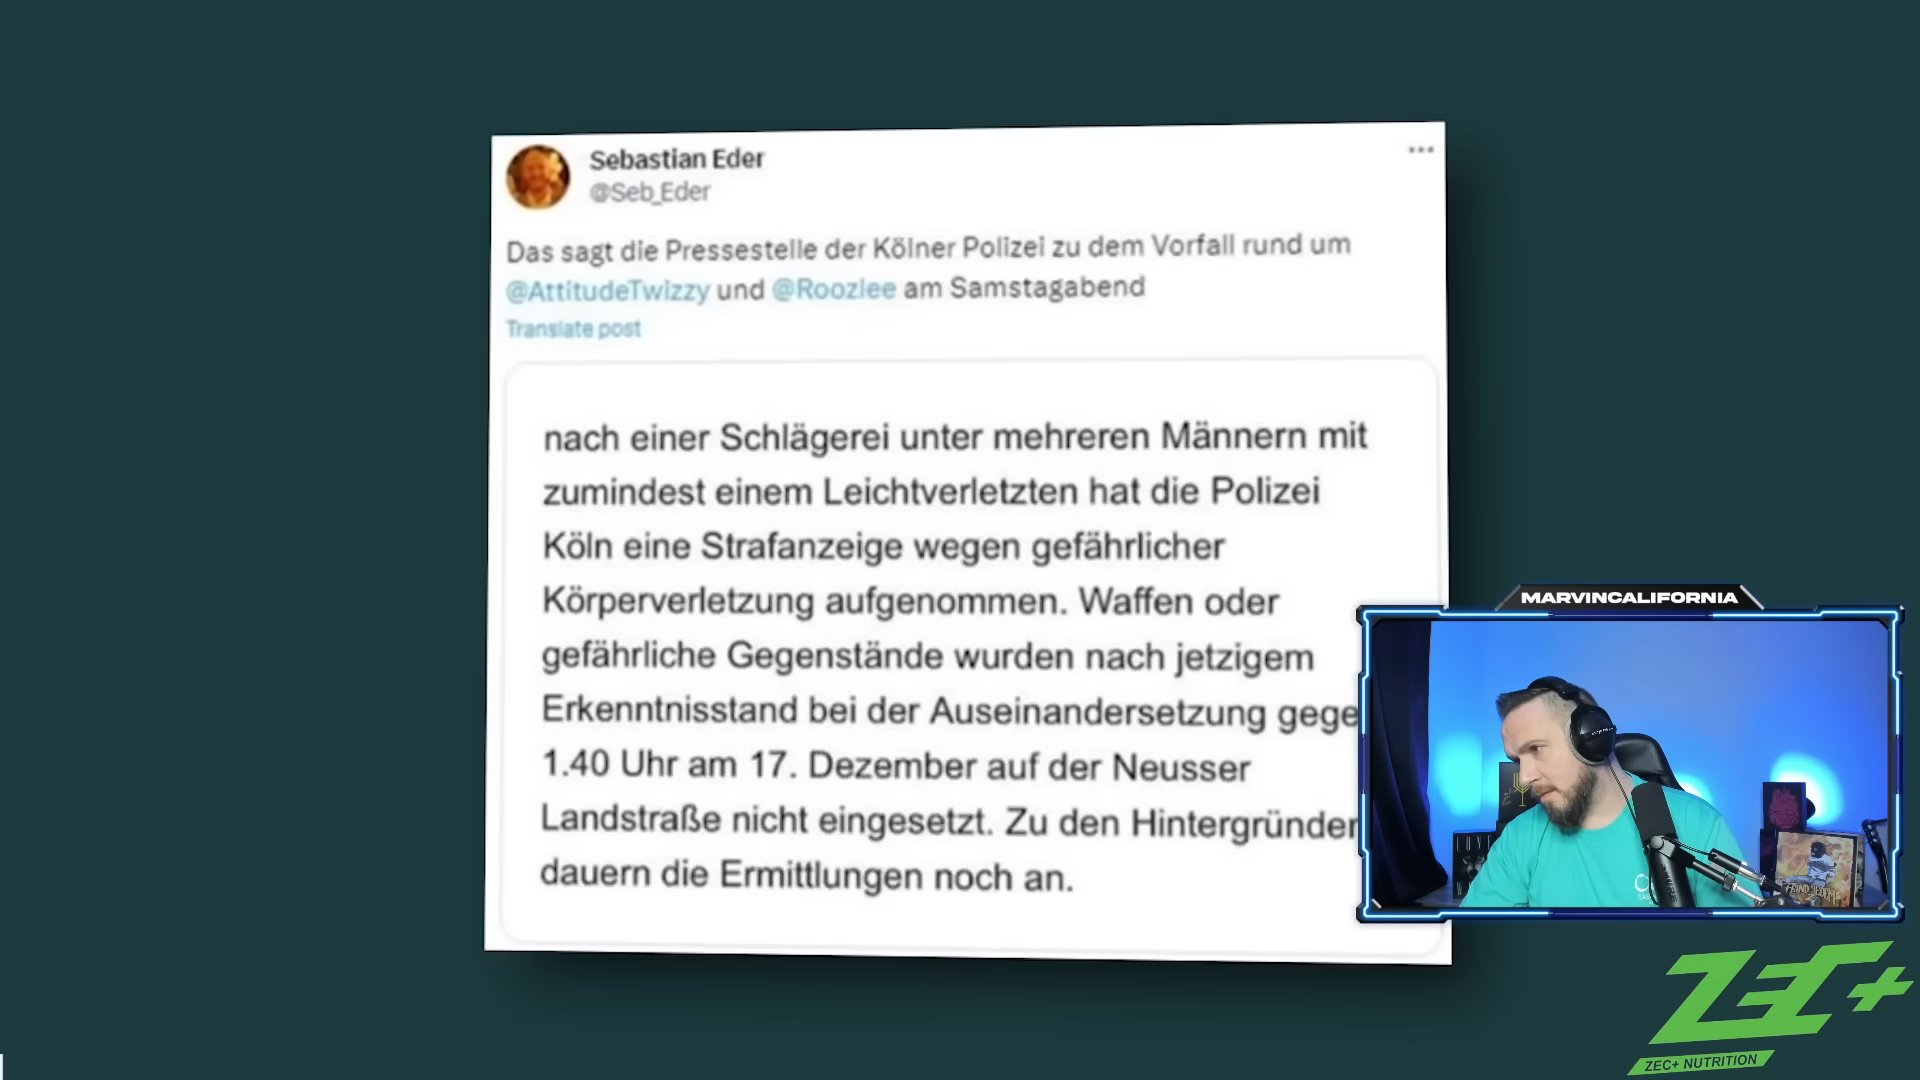 Sebastian Eder
@Seb_Eder
Das sagt die Pressestelle der Kölner Polizei zu dem Vorfall rund um
@AttitudeTwizzy und @Roozlee am Samstagabend
Translate post
nach einer Schlägerei unter mehreren Männern mit
zumindest einem Leichtverletzten hat die Polizei
Köln eine Strafanzeige wegen gefährlicher
Körperverletzung aufgenommen. Waffen oder
gefährliche Gegenstände wurden nach jetzigem
Erkenntnisstand bei der Auseinandersetzung gege
1.40 Uhr am 17. Dezember auf der Neusser
Landstraße nicht eingesetzt. Zu den Hintergründen
dauern die Ermittlungen noch an.
MARVINCALIFORNIA
ZEC+
ZEC+ NUTRITION